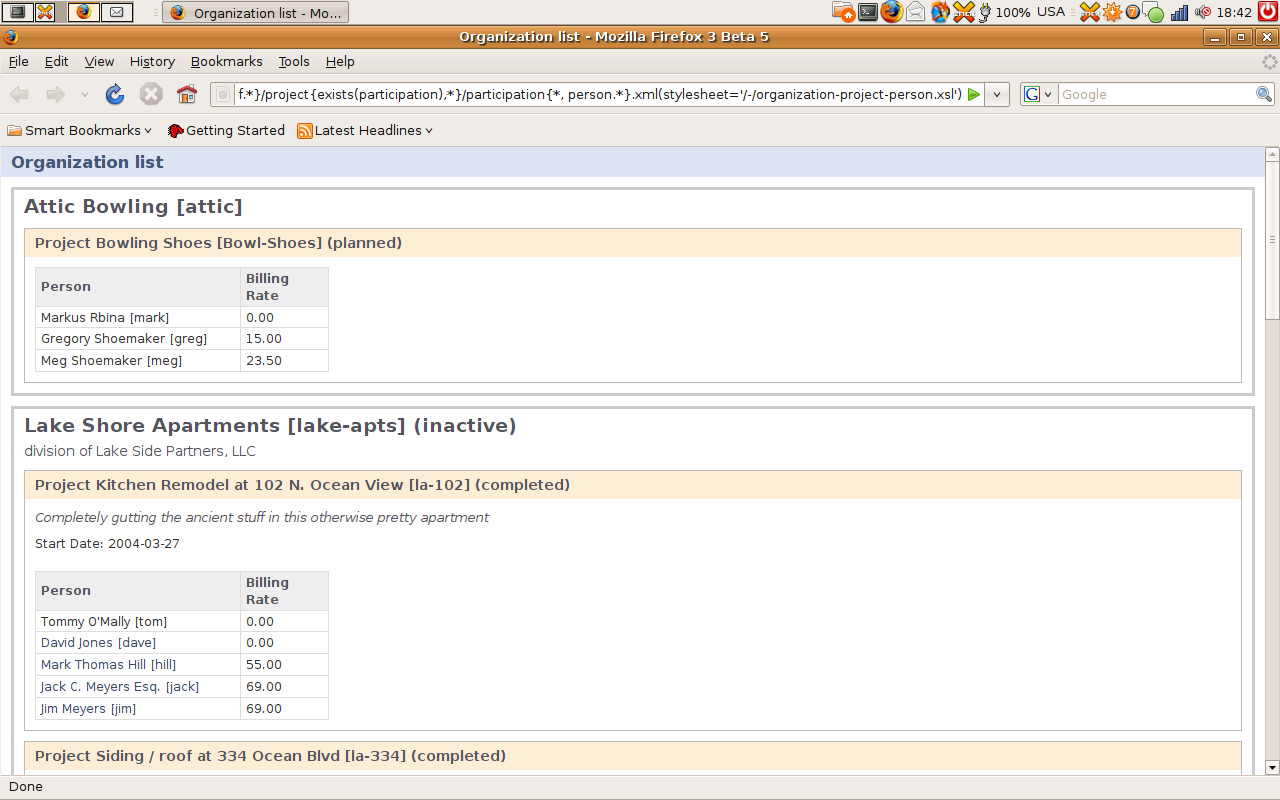 Organization list - Mo...
100% USA
18:42
Organization list - Mozilla Firefox 3 Beta 5
File Edit View History Bookmarks Tools Help
f.*}/project{exists(participation),*}/participation{*, person.*}.xml(stylesheet='/-/organization-project-person.xsl')
G Google
Smart Bookmarks Getting Started Latest Headlines
Organization list
Attic Bowling [attic]
Project Bowling Shoes [Bowl-Shoes] (planned)
Person Billing Rate
Markus Rbina [mark] 0.00
Gregory Shoemaker [greg] 15.00
Meg Shoemaker [meg] 23.50
Lake Shore Apartments [lake-apts] (inactive)
division of Lake Side Partners, LLC
Project Kitchen Remodel at 102 N. Ocean View [la-102] (completed)
Completely gutting the ancient stuff in this otherwise pretty apartment
Start Date: 2004-03-27
Person Billing Rate
Tommy O'Mally [tom] 0.00
David Jones [dave] 0.00
Mark Thomas Hill [hill] 55.00
Jack C. Meyers Esq. [jack] 69.00
Jim Meyers [jim] 69.00
Project Siding / roof at 334 Ocean Blvd [la-334] (completed)
Done